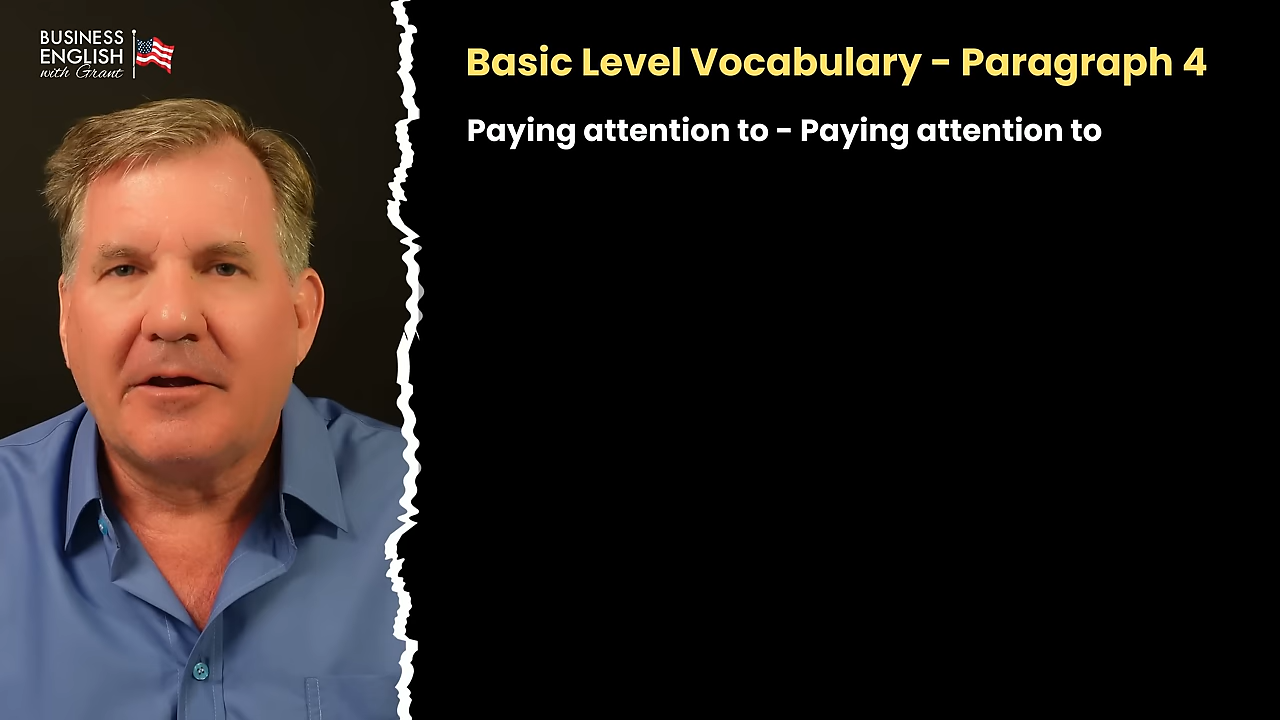 BUSINESS
ENGLISH
with Grant
Basic Level Vocabulary - Paragraph 4
Paying attention to - Paying attention to